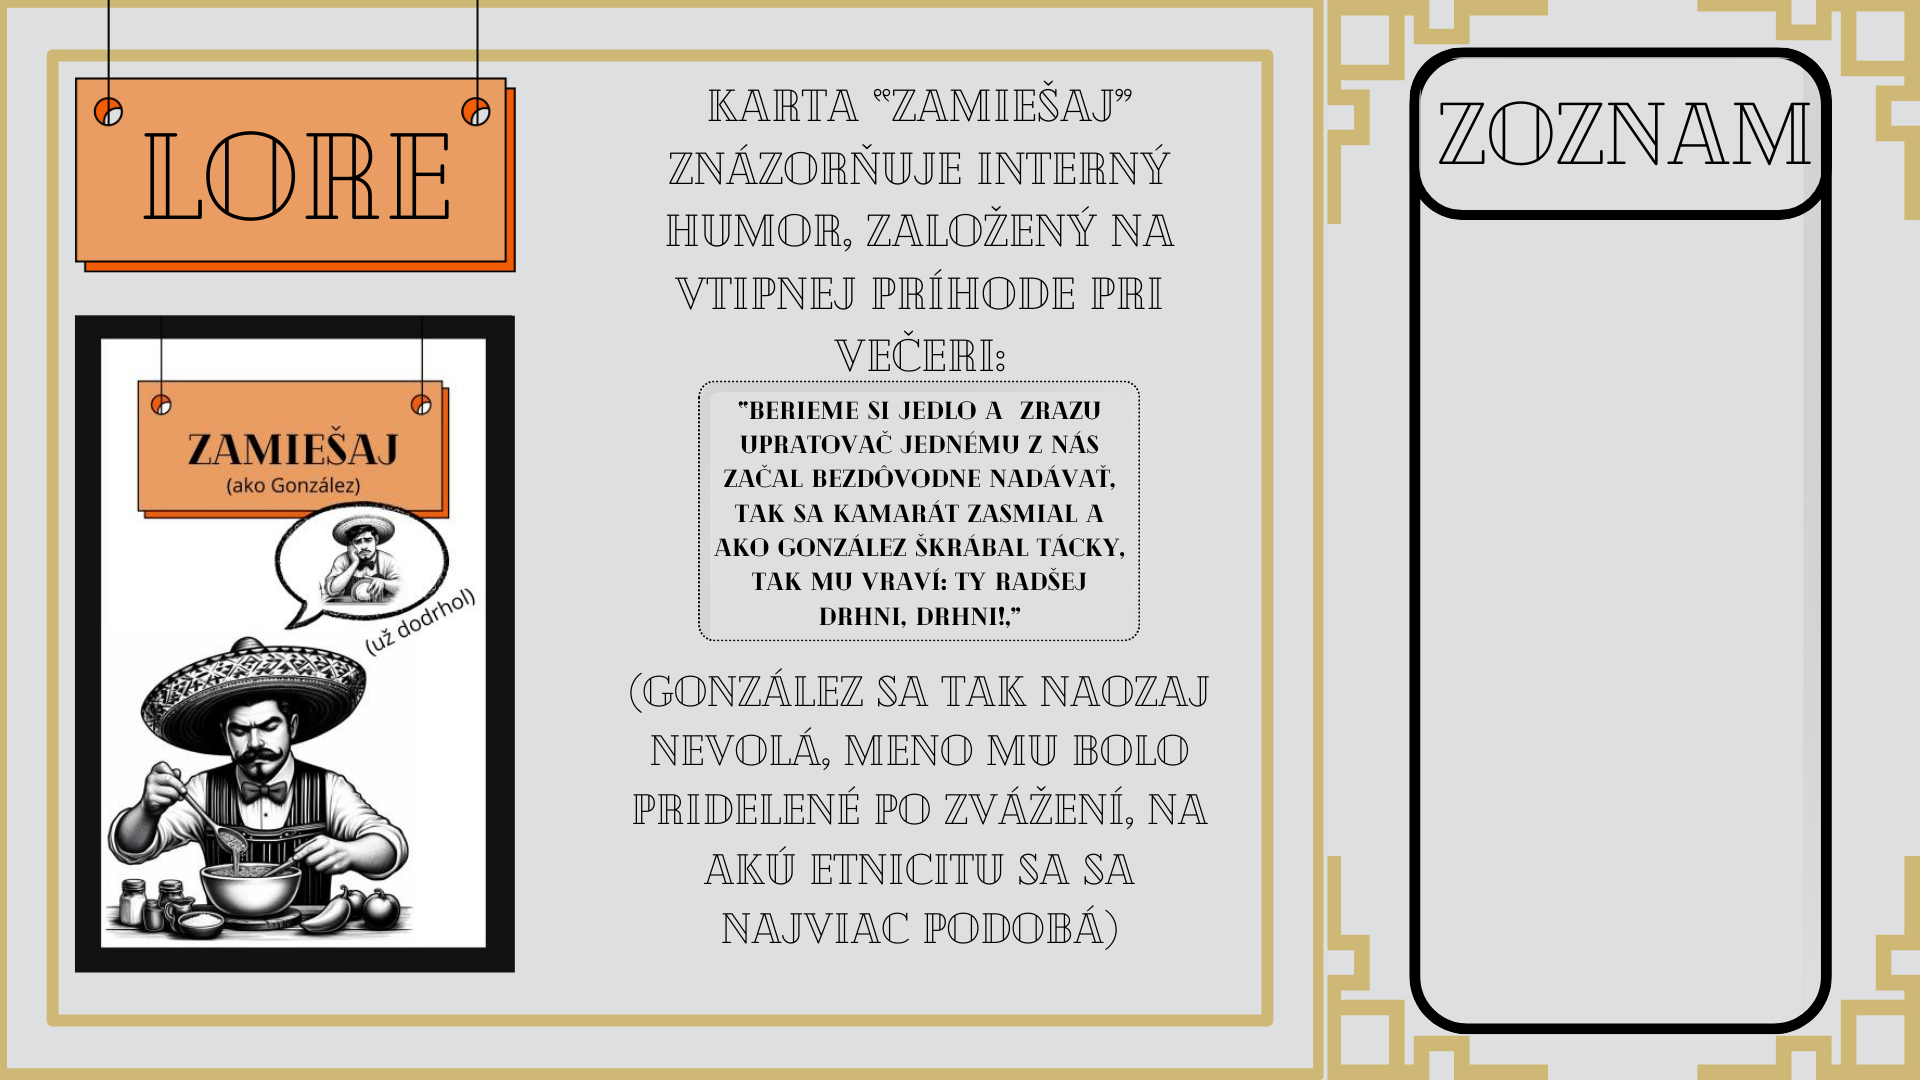 LORE
ZAMIEŠAJ
(ako González)
(už dodrhol)
KARTA “ZAMIEŠAJ”
ZNÁZORŇUJE INTERNÝ
HUMOR, ZALOŽENÝ NA
VTIPNEJ PRÍHODE PRI
VEČERI:
“BERIEME SI JEDLO A ZRAZU
UPRATOVAČ JEDNÉMU Z NÁS
ZAČAL BEZDÔVODNE NADÁVAŤ,
TAK SA KAMARÁT ZASMIAL A
AKO GONZÁLEZ ŠKRÁBAL TÁCKY,
TAK MU VRAVÍ: TY RADŠEJ
DRHNI, DRHNI!,”
(GONZÁLEZ SA TAK NAOZAJ
NEVOLÁ, MENO MU BOLO
PRIDELENÉ PO ZVÁŽENÍ, NA
AKÚ ETNICITU SA SA
NAJVIAC PODOBÁ)
ZOZNAM